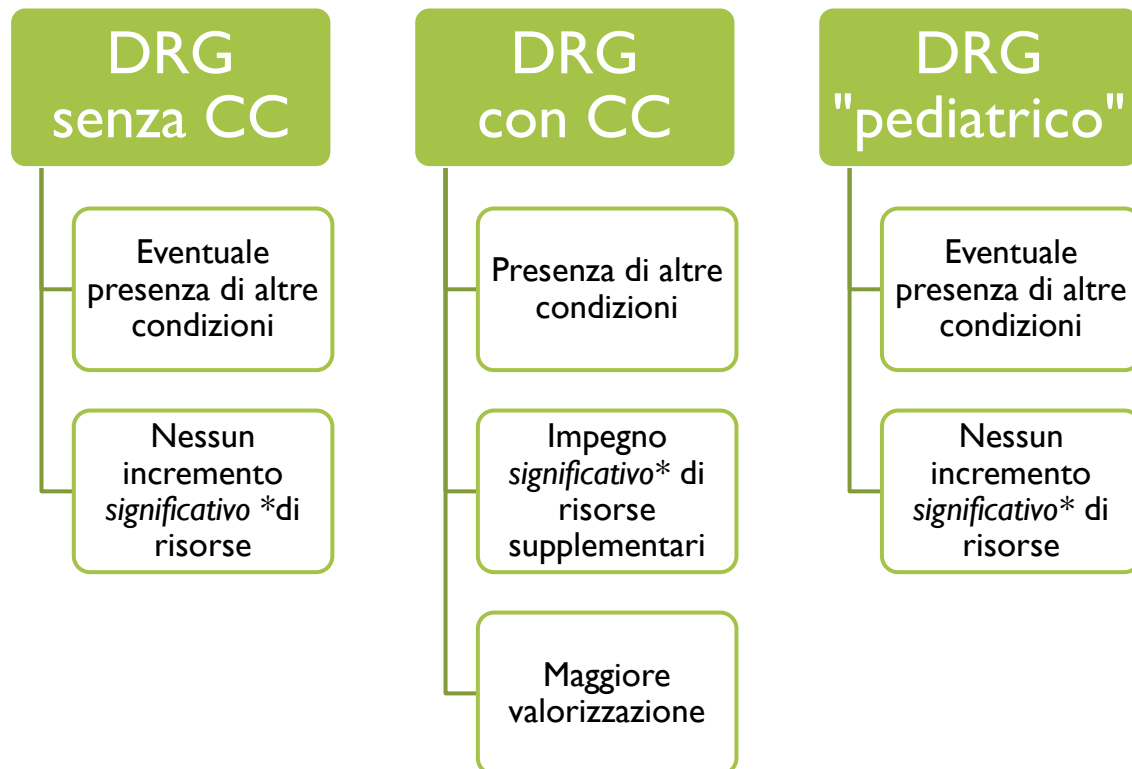 DRG
senza CC
Eventuale
presenza di altre
condizioni
Nessun
incremento
significativo *di
risorse
DRG
con CC
Presenza di altre
condizioni
Impegno
significativo* di
risorse
supplementari
Maggiore
valorizzazione
DRG
"pediatrico"
Eventuale
presenza di altre
condizioni
Nessun
incremento
significativo* di
risorse